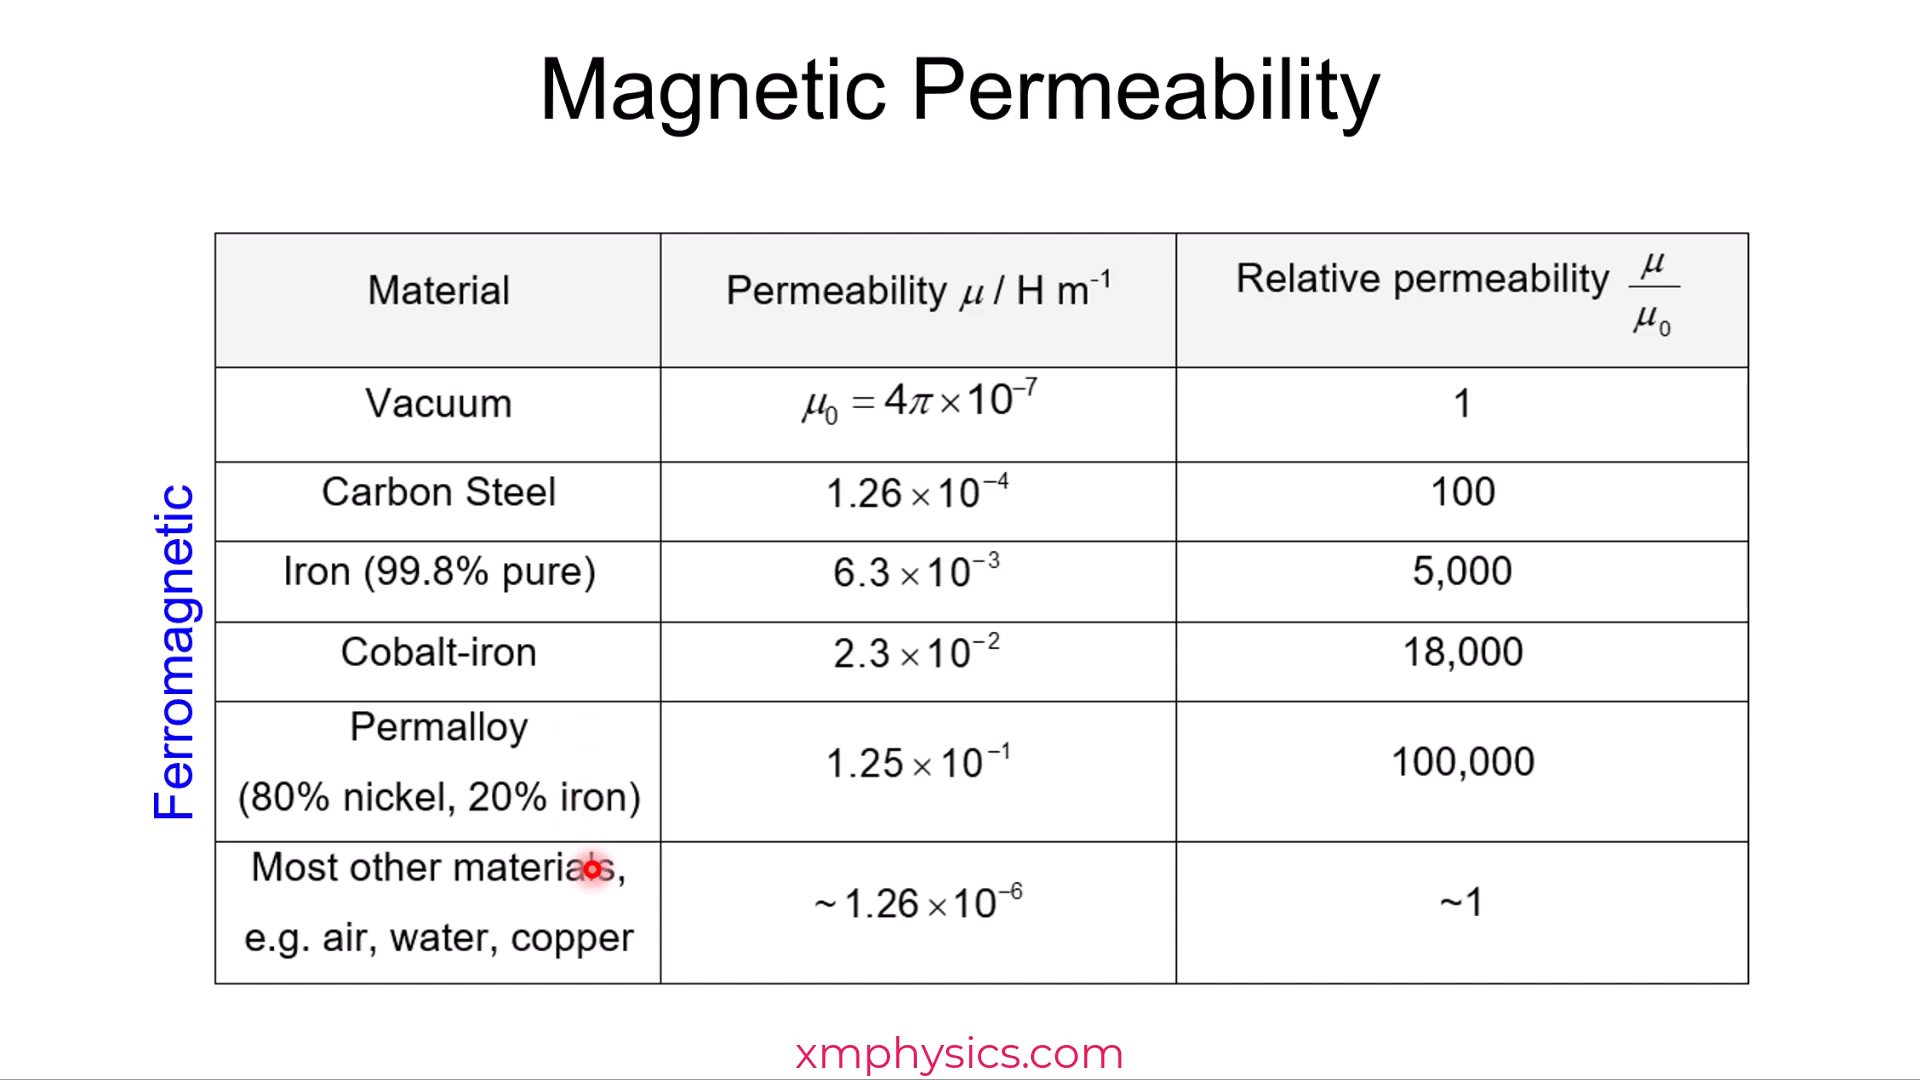 Magnetic Permeability
Material
Permeability μ / H m⁻¹
Relative permeability μ/μ₀
Ferromagnetic
Vacuum
μ₀ = 4π×10⁻⁷
1
Carbon Steel
1.26×10⁻⁴
100
Iron (99.8% pure)
6.3×10⁻³
5,000
Cobalt-iron
2.3×10⁻²
18,000
Permalloy
(80% nickel, 20% iron)
1.25×10⁻¹
100,000
Most other materials,
e.g. air, water, copper
~1.26×10⁻⁶
~1
xmphysics.com